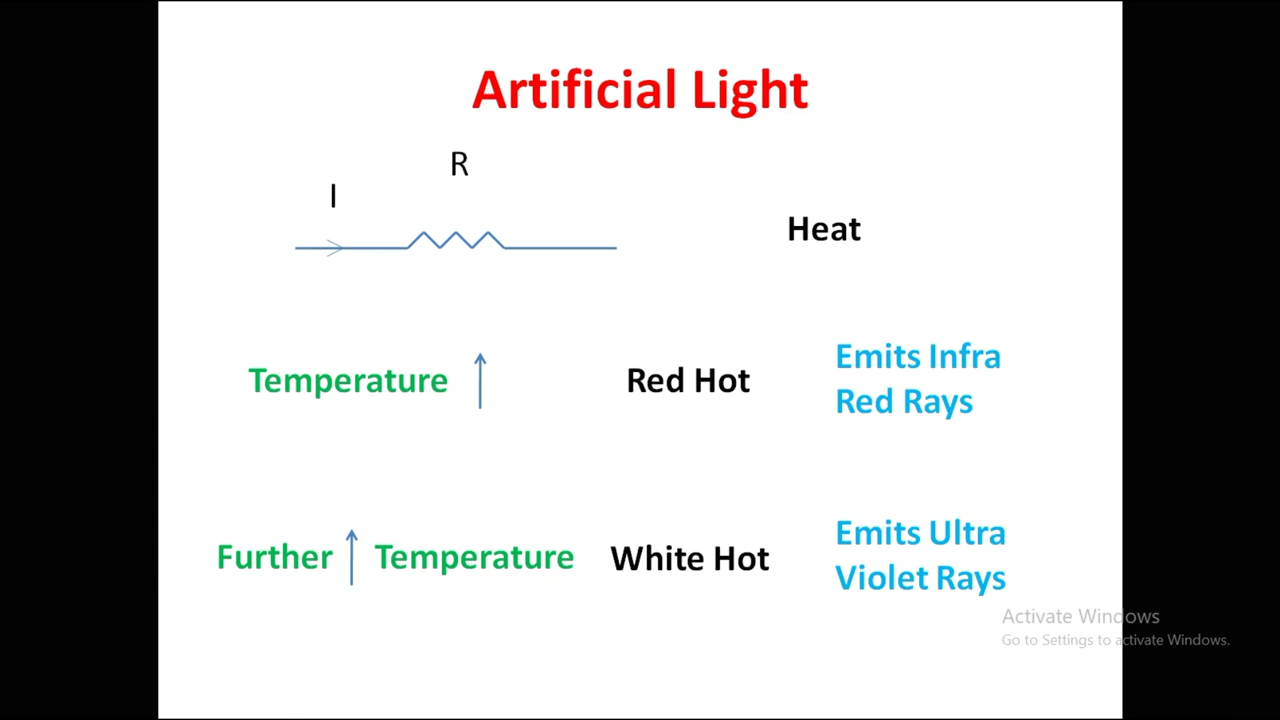 Artificial Light
R
I
Heat
Temperature
Red Hot
Emits Infra
Red Rays
Further
Temperature
White Hot
Emits Ultra
Violet Rays
Activate Windows
Go to Settings to activate Windows.